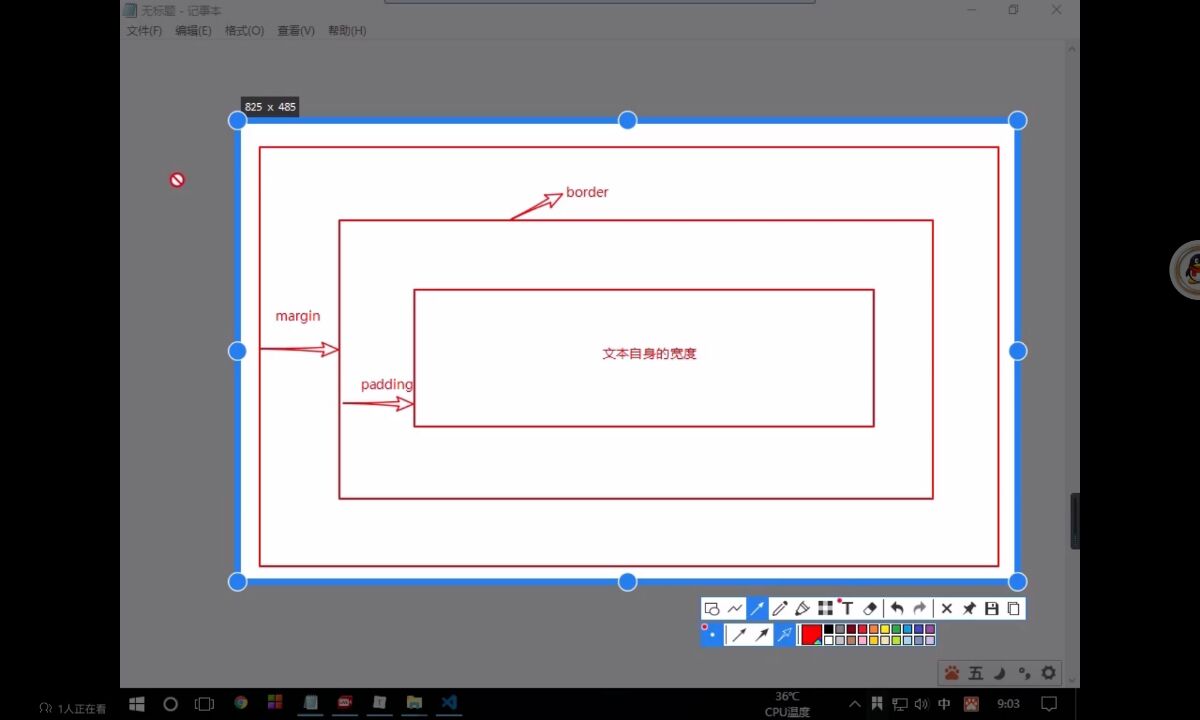 无标题 - 记事本
文件(F) 编辑(E) 格式(O) 查看(V) 帮助(H)
825 x 485
border
margin
文本自身的宽度
padding
T
五
36℃
CPU温度
中
9:03
1人正在看